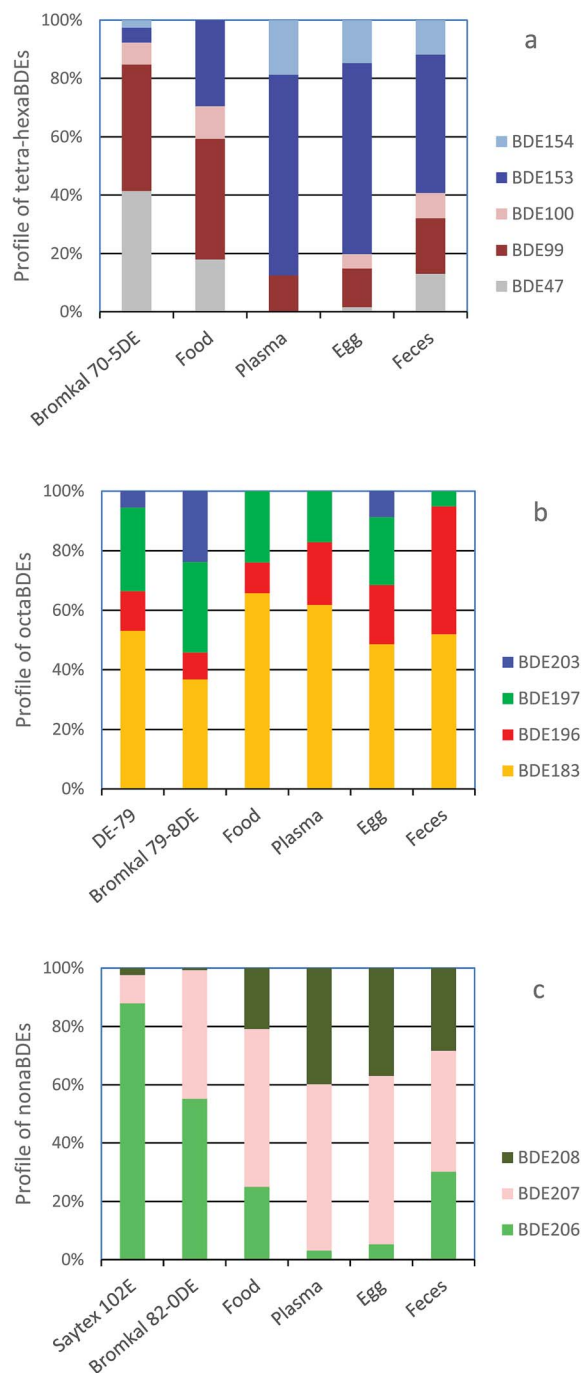 a
Profile of tetra-hexaBDEs
100%
80%
60%
40%
20%
0%
BDE154
BDE153
BDE100
BDE99
BDE47
Bromkal 70-5DE
Food
Plasma
Egg
Feces
b
Profile of octaBDEs
100%
80%
60%
40%
20%
0%
BDE203
BDE197
BDE196
BDE183
DE-79
Bromkal 79-8DE
Food
Plasma
Egg
Feces
c
Profile of nonaBDEs
100%
80%
60%
40%
20%
0%
BDE208
BDE207
BDE206
Saytex 102E
Bromkal 82-0DE
Food
Plasma
Egg
Feces